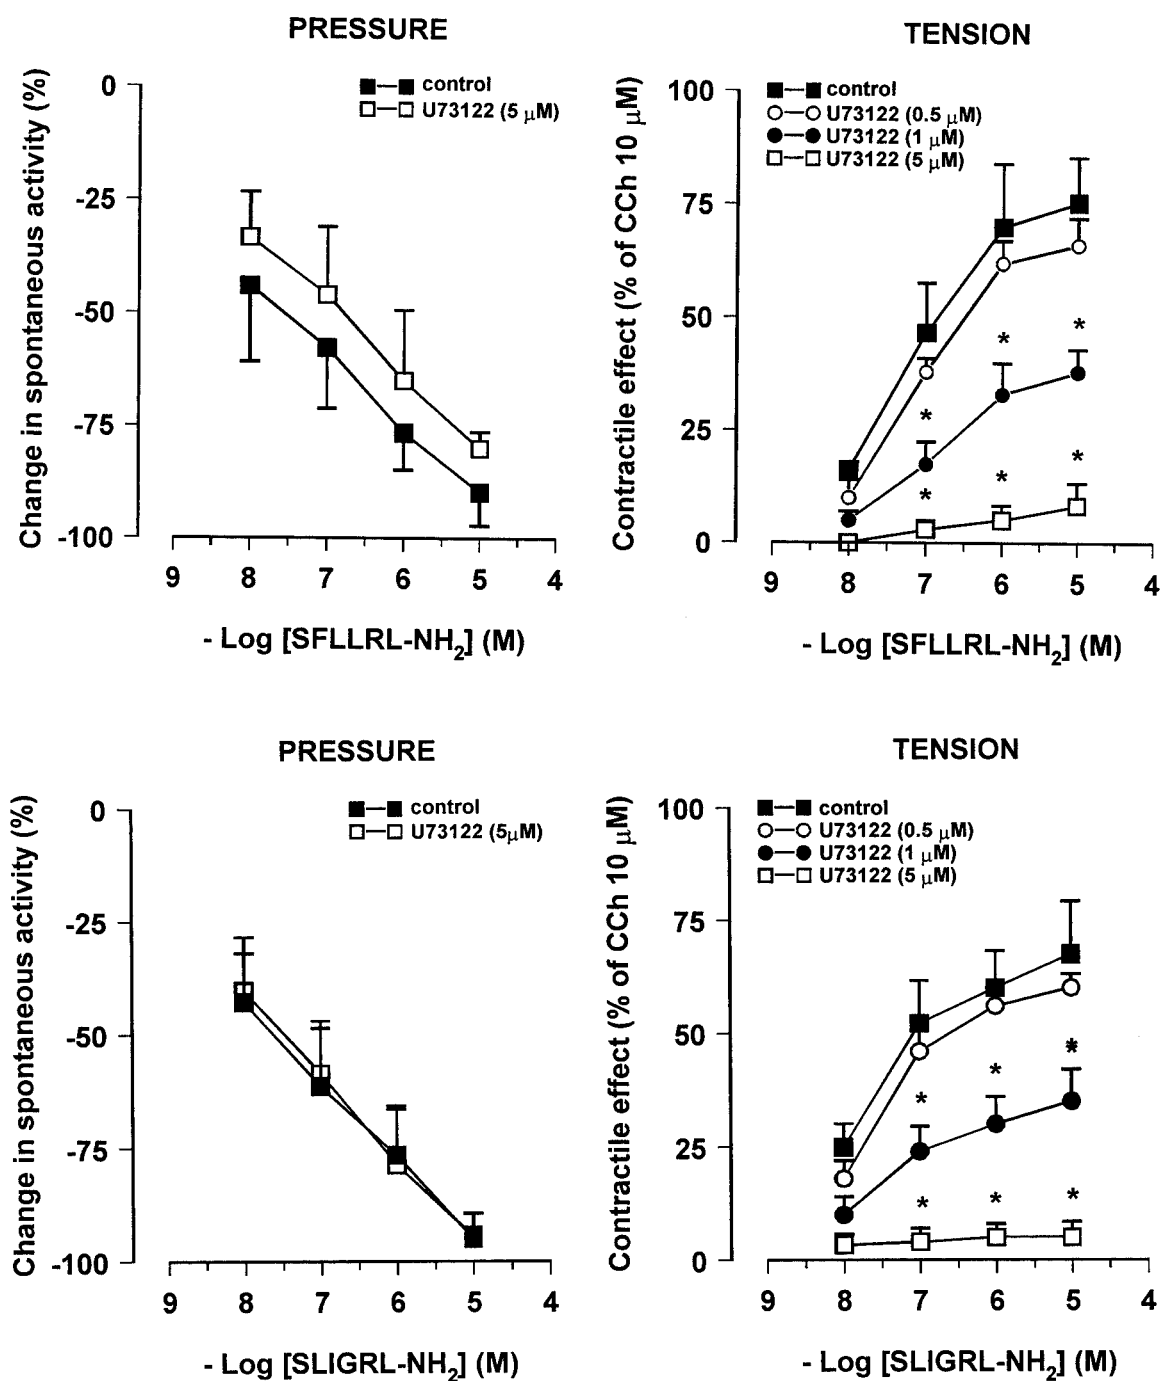 PRESSURE
Change in spontaneous activity (%)
control
U73122 (5 μM)
0
-25
-50
-75
-100
9 8 7 6 5 4
- Log [SFLLRL-NH2] (M)
TENSION
Contractile effect (% of CCh 10 μM)
control
U73122 (0.5 μM)
U73122 (1 μM)
U73122 (5 μM)
100
75
50
25
0
* *
*
* * *
9 8 7 6 5 4
- Log [SFLLRL-NH2] (M)
PRESSURE
Change in spontaneous activity (%)
control
U73122 (5μM)
0
-25
-50
-75
-100
9 8 7 6 5 4
- Log [SLIGRL-NH2] (M)
TENSION
Contractile effect (% of CCh 10 μM)
control
U73122 (0.5 μM)
U73122 (1 μM)
U73122 (5 μM)
100
75
50
25
0
* * *
* * *
9 8 7 6 5 4
- Log [SLIGRL-NH2] (M)